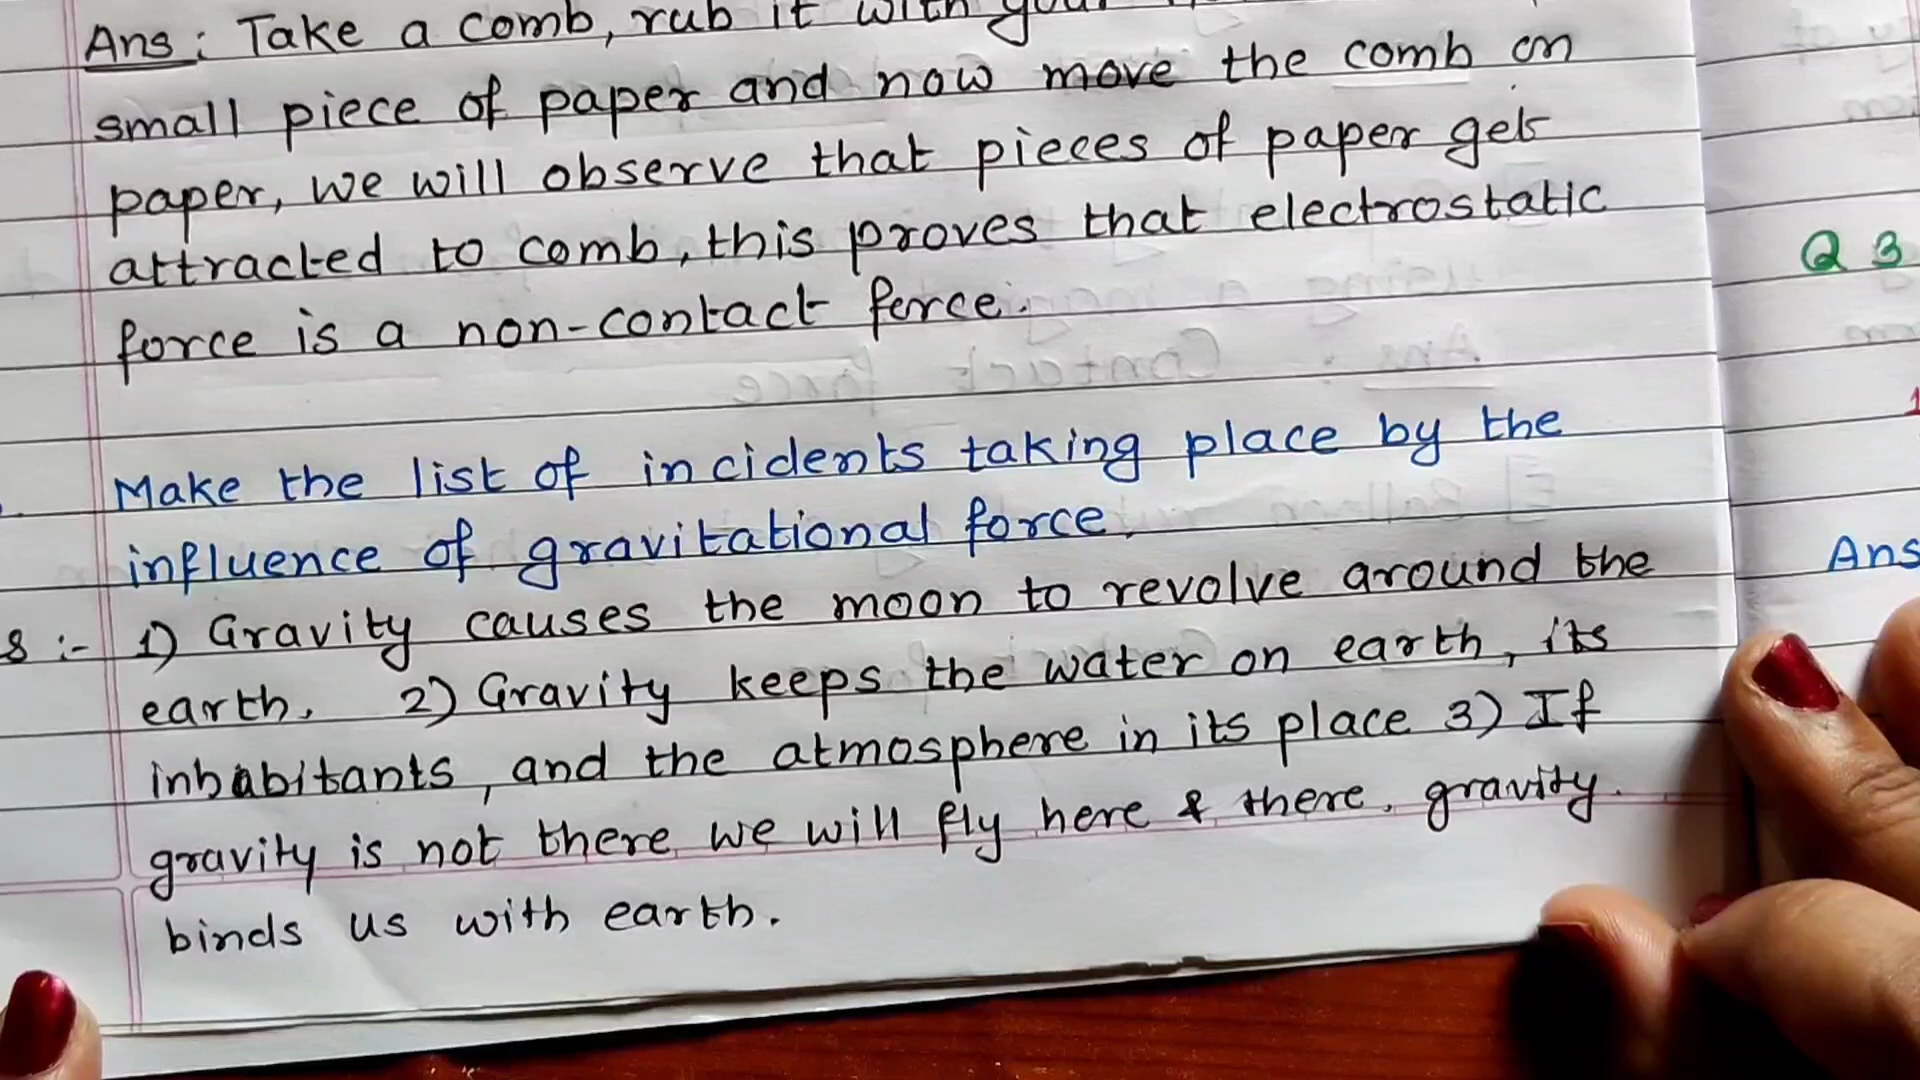 Ans : Take a comb, rub it with your
small piece of paper and now move the comb on
paper, we will observe that pieces of paper gets
attracted to comb, this proves that electrostatic
force is a non-contact force.
Make the list of incidents taking place by the
influence of gravitational force.
s :- 1) Gravity causes the moon to revolve around the
earth. 2) Gravity keeps the water on earth, its
inhabitants, and the atmosphere in its place 3) If
gravity is not there we will fly here & there. gravity
binds us with earth.
Q 3
1
Ans